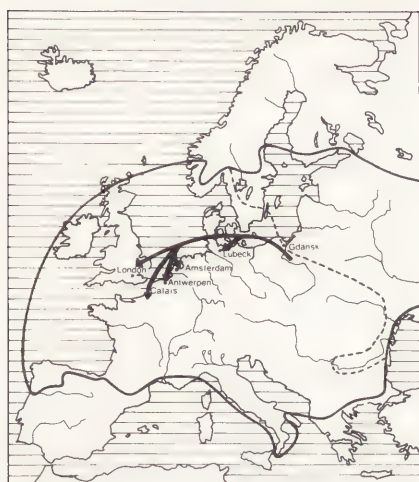 Gdańsk
Lübeck
London
Amsterdam
Antwerpen
Calais